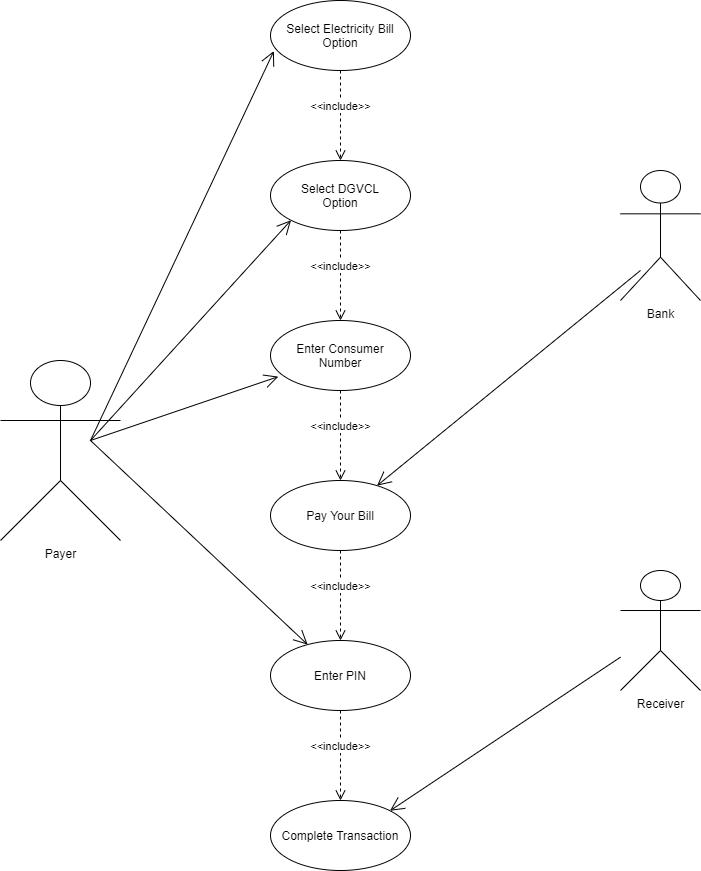 Select Electricity Bill
Option
<<include>>
Select DGVCL
Option
<<include>>
Bank
Enter Consumer
Number
<<include>>
Pay Your Bill
Payer
<<include>>
Enter PIN
Receiver
<<include>>
Complete Transaction